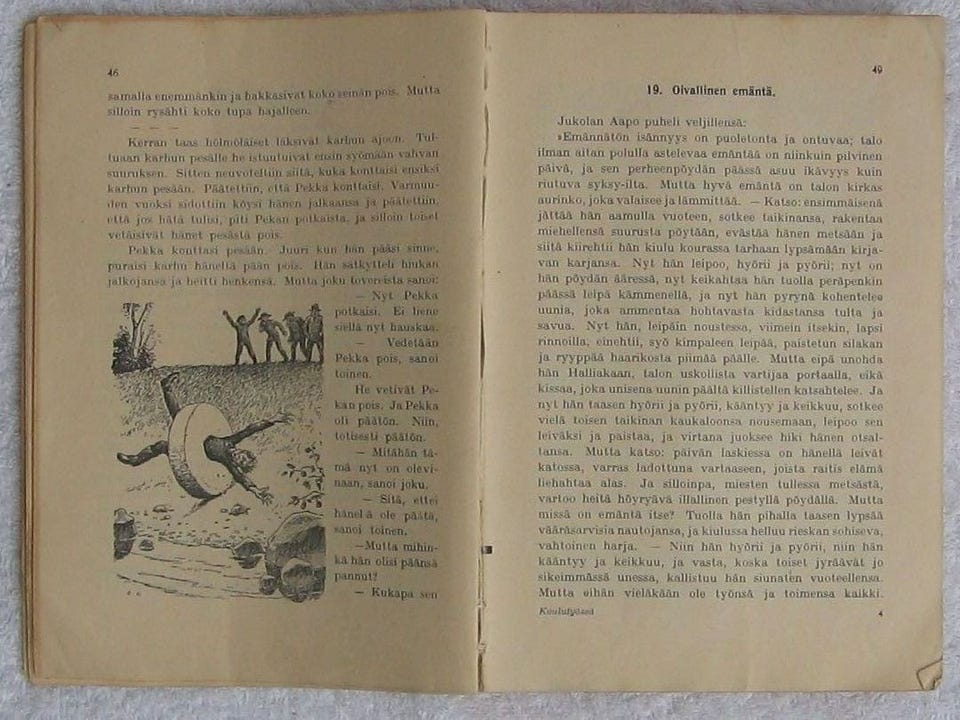 46
samalla enemmänkin ja hakkasivat koko seinän pois. Mutta
silloin rysähti koko tupa hajalleen.
— — —
Kerran taas hölmöläiset läksivät karhun ajoon. Tul-
tuaan karhun pesälle he istuutuivat ensin syömään vahvan
suuruksen. Sitten neuvoteltiin siitä, kuka konttaisi ensiksi
karhun pesään. Päätettiin, että Pekka konttaisi. Varmuu-
den vuoksi sidottiin köysi hänen jalkaansa ja päätettiin,
että jos hätä tulisi, piti Pekan potkaista, ja silloin toiset
vetäisivät hänet pesästä pois.
Pekka konttasi pesään. Juuri kun hän pääsi sinne,
puraisi karhu häneltä pään pois. Hän sätkytteli hiukan
jalkojansa ja heitti henkensä. Mutta joku tovereista sanoi:
— Nyt Pekka
potkaisi. Ei liene
siellä nyt hauskaa.
— Vedetään
Pekka pois, sanoi
toinen.
He vetivät Pe-
kan pois. Ja Pekka
oli päätön. Niin,
totisesti päätön.
— Mitähän tä-
mä nyt on olevi-
naan, sanoi joku.
— Sitä, ettei
hänellä ole päätä,
sanoi toinen.
— Mutta mihin-
kä hän olisi päänsä
pannut?
— Kukapa sen
49
19. Oivallinen emäntä.
Jukolan Aapo puheli veljillensä:
»Emännätön isännyys on puoletonta ja ontuvaa; talo
ilman aitan polulla astelevaa emäntää on niinkuin pilvinen
päivä, ja sen perheenpöydän päässä asuu ikävyys kuin
riutuva syksy-ilta. Mutta hyvä emäntä on talon kirkas
aurinko, joka valaisee ja lämmittää. — Katso: ensimmäisenä
jättää hän aamulla vuoteen, sotkee taikinansa, rakentaa
miehellensä suurusta pöytään, evästää hänen metsään ja
siitä kiirehtii hän kiulu kourassa tarhaan lypsämään kirja-
van karjansa. Nyt hän leipoo, hyörii ja pyörii; nyt on
hän pöydän ääressä, nyt keikahtaa hän tuolla peräpenkin
päässä leipä kämmenellä, ja nyt hän pyrynä kohentelee
uunia, joka ammentaa hohtavasta kidastansa tulta ja
savua. Nyt hän, leipäin noustessa, viimein itsekin, lapsi
rinnoilla, einehtii, syö kimpaleen leipää, paistetun silakan
ja ryyppää haarikosta piimää päälle. Mutta eipä unohda
hän Halliakaan, talon uskollista vartijaa portaalla, eikä
kissaa, joka unisena uunin päältä killistellen katsahtelee. Ja
nyt hän taasen hyörii ja pyörii, kääntyy ja keikkuu, sotkee
vielä toisen taikinan kaukaloonsa nousemaan, leipoo sen
leiväksi ja paistaa, ja virtana juoksee hiki hänen otsal-
tansa. Mutta katso: päivän laskiessa on hänellä leivät
katossa, varras ladottuna vartaaseen, joista raitis elämä
liehahtaa alas. Ja silloinpa, miesten tullessa metsästä,
vartoo heitä höyryävä illallinen pestyllä pöydällä. Mutta
missä on emäntä itse? Tuolla hän pihalla taasen lypsää
vääräsarvisia nautojansa, ja kiulussa helluu rieskan sohiseva,
vahtoinen harja. — Niin hän hyörii ja pyörii, niin hän
kääntyy ja keikkuu, ja vasta, koska toiset jyräävät jo
sikeimmässä unessa, kallistuu hän siunaten vuoteellensa.
Mutta eihän vieläkään ole työnsä ja toimensa kaikki.
Koulutyössä
4